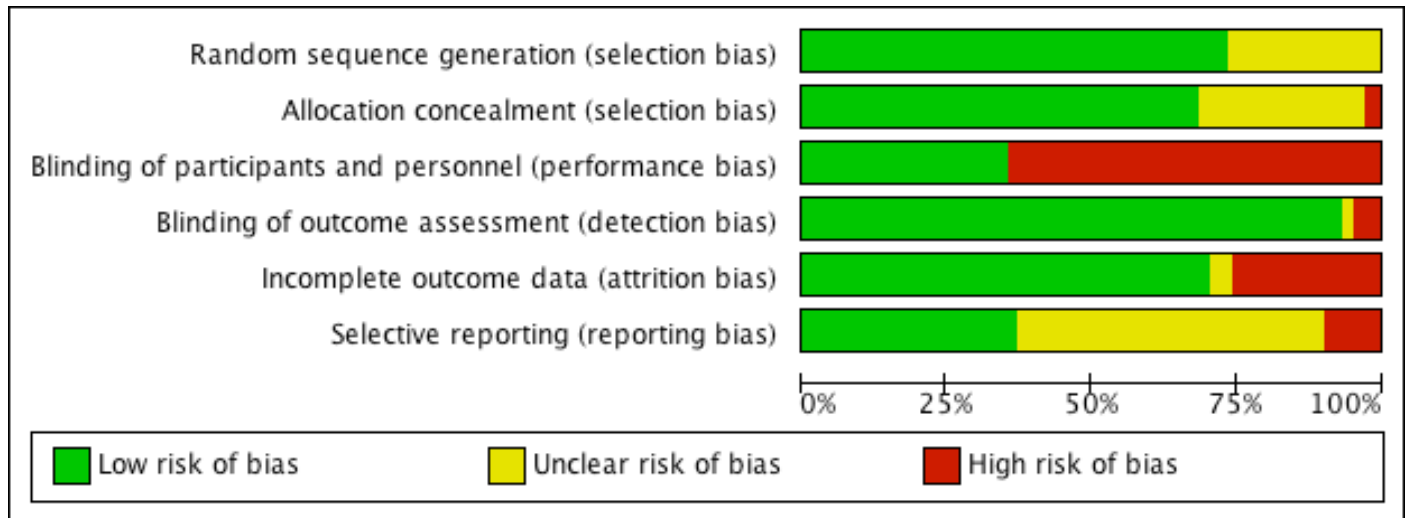 Random sequence generation (selection bias)
Allocation concealment (selection bias)
Blinding of participants and personnel (performance bias)
Blinding of outcome assessment (detection bias)
Incomplete outcome data (attrition bias)
Selective reporting (reporting bias)
0% 25% 50% 75% 100%
Low risk of bias Unclear risk of bias High risk of bias